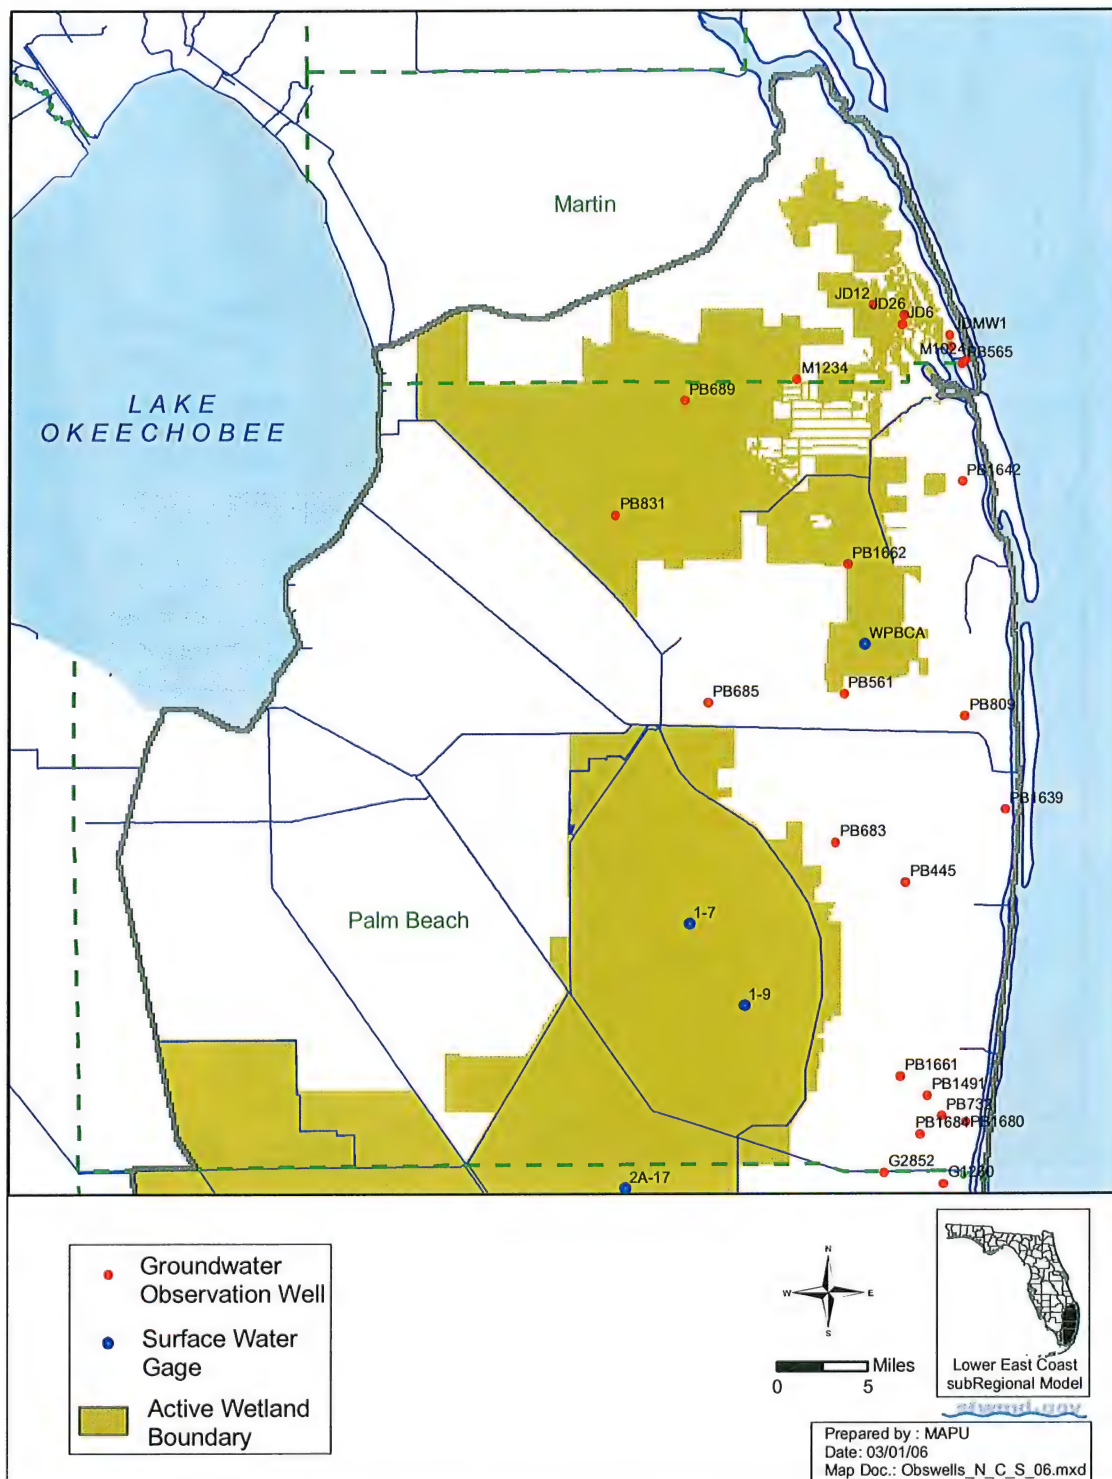 Martin
JD12
JD26
JD6
JDMW1
M1024
PB565
M1234
PB689
LAKE
OKEECHOBEE
PB1642
PB831
PB1662
WPBCA
PB561
PB685
PB809
PB1639
PB683
PB445
Palm Beach
1-7
1-9
PB1661
PB1491
PB732
PB1684
PB1680
G2852
G1260
2A-17
Groundwater
Observation Well
Surface Water
Gage
Active Wetland
Boundary
N
W
E
S
Miles
0 5
Lower East Coast
subRegional Model
Prepared by : MAPU
Date: 03/01/06
Map Doc.: Obswells_N_C_S_06.mxd